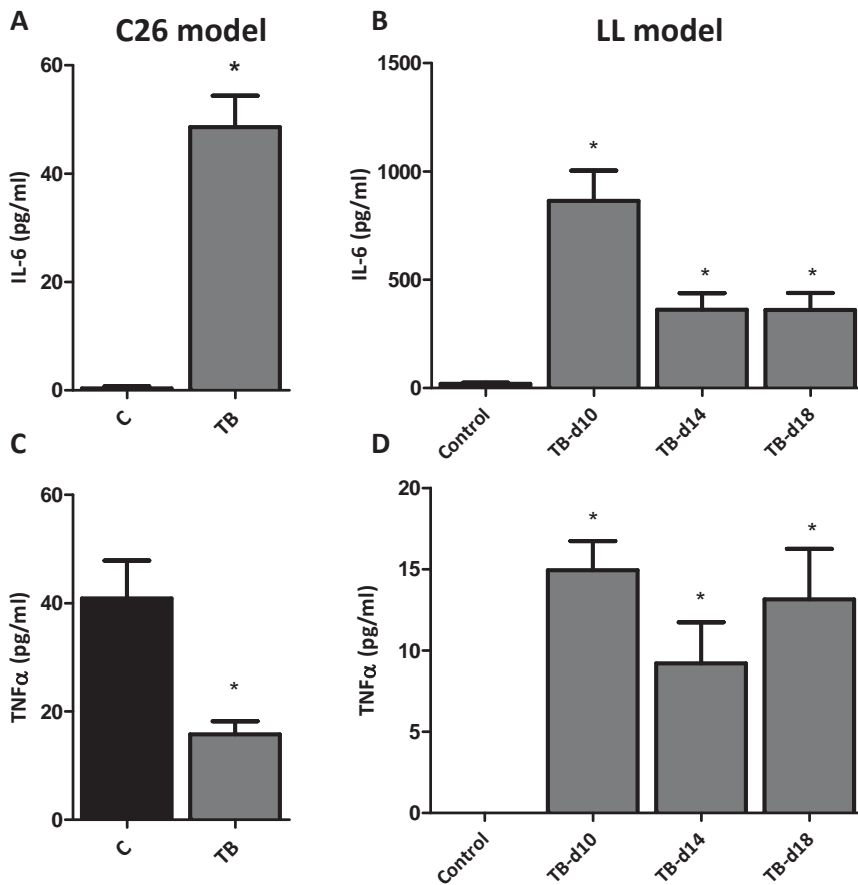 A
C26 model
IL-6 (pg/ml)
60
40
20
0
*
C
TB
B
LL model
IL-6 (pg/ml)
1500
1000
500
0
*
*
*
Control
TB-d10
TB-d14
TB-d18
C
TNFα (pg/ml)
60
40
20
0
*
C
TB
D
TNFα (pg/ml)
20
15
10
5
0
*
*
*
Control
TB-d10
TB-d14
TB-d18